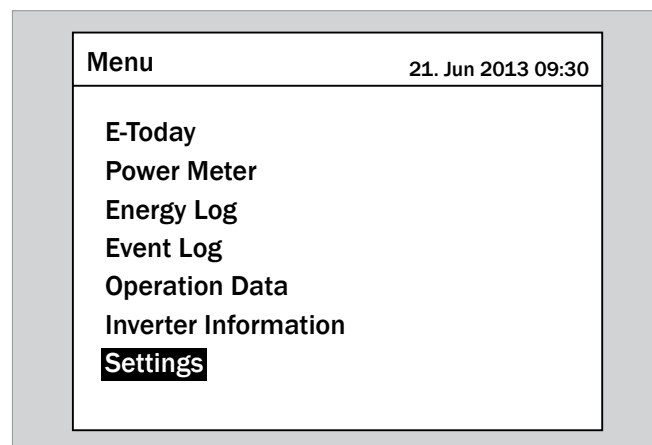 Menu 21. Jun 2013 09:30
E-Today
Power Meter
Energy Log
Event Log
Operation Data
Inverter Information
Settings